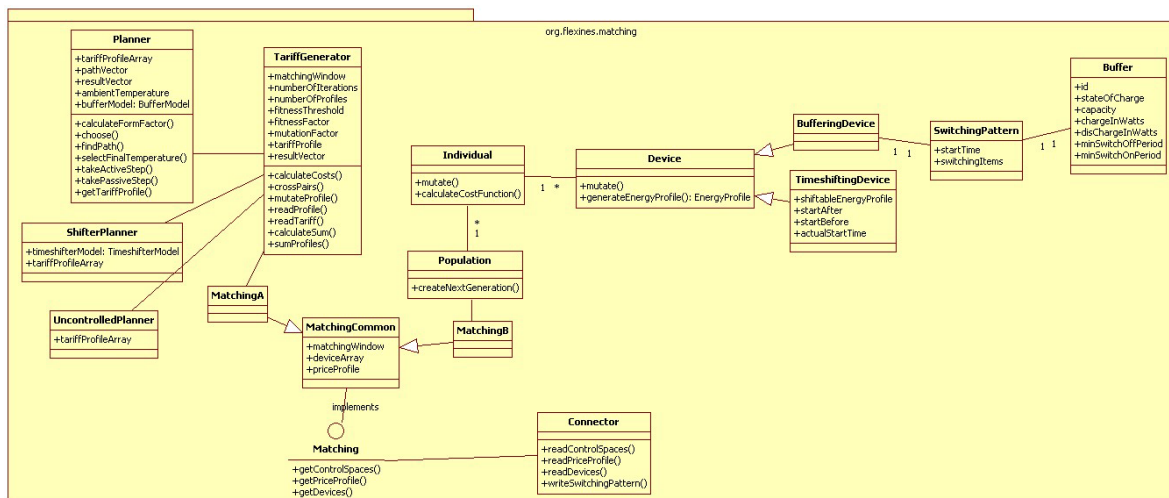 org.flexines.matching
Planner
+tariffProfileArray
+pathVector
+resultVector
+ambientTemperature
+bufferModel: BufferModel
+calculateFormFactor()
+choose()
+findPath()
+selectFinalTemperature()
+takeActiveStep()
+takePassiveStep()
+getTariffProfile()
TariffGenerator
+matchingWindow
+numberOfIterations
+numberOfProfiles
+fitnessThreshold
+fitnessFactor
+mutationFactor
+tariffProfile
+resultVector
+calculateCosts()
+crossPairs()
+mutateProfile()
+readProfile()
+readTariff()
+calculateSum()
+sumProfiles()
Individual
+mutate()
+calculateCostFunction()
1 *
Device
+mutate()
+generateEnergyProfile(): EnergyProfile
BufferingDevice
1 1
SwitchingPattern
+startTime
+switchingItems
1 1
Buffer
+id
+stateOfCharge
+capacity
+chargeInWatts
+disChargeInWatts
+minSwitchOffPeriod
+minSwitchOnPeriod
TimeshiftingDevice
+shiftableEnergyProfile
+startAfter
+startBefore
+actualStartTime
ShifterPlanner
+timeshifterModel: TimeshifterModel
+tariffProfileArray
*
1
Population
+createNextGeneration()
MatchingA
UncontrolledPlanner
+tariffProfileArray
MatchingCommon
+matchingWindow
+deviceArray
+priceProfile
MatchingB
implements
Matching
+getControlSpaces()
+getPriceProfile()
+getDevices()
Connector
+readControlSpaces()
+readPriceProfile()
+readDevices()
+writeSwitchingPattern()